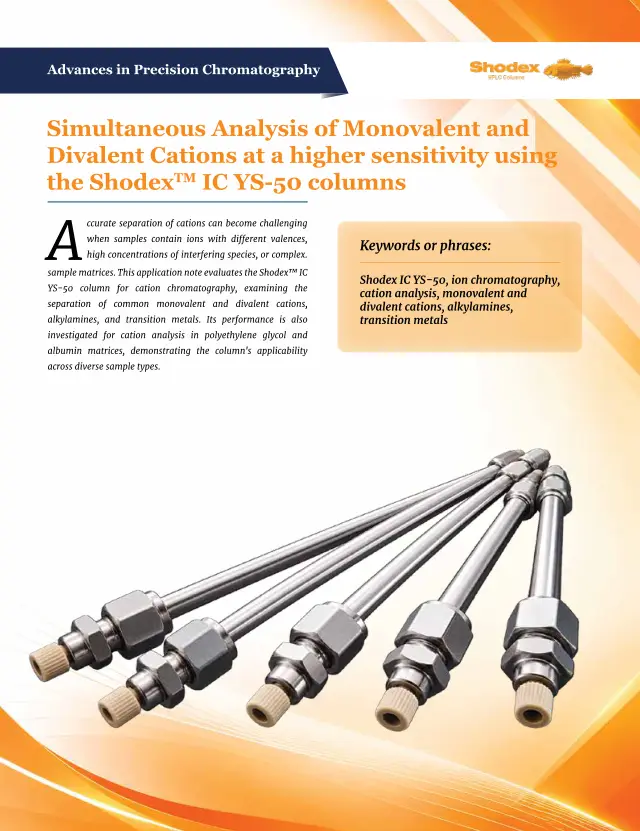 Advances in Precision Chromatography
Shodex
HPLC Columns
Simultaneous Analysis of Monovalent and
Divalent Cations at a higher sensitivity using
the Shodex™ IC YS-50 columns
Accurate separation of cations can become challenging
when samples contain ions with different valences,
high concentrations of interfering species, or complex.
sample matrices. This application note evaluates the Shodex™ IC
YS-50 column for cation chromatography, examining the
separation of common monovalent and divalent cations,
alkylamines, and transition metals. Its performance is also
investigated for cation analysis in polyethylene glycol and
albumin matrices, demonstrating the column's applicability
across diverse sample types.
Keywords or phrases:
Shodex IC YS-50, ion chromatography,
cation analysis, monovalent and
divalent cations, alkylamines,
transition metals